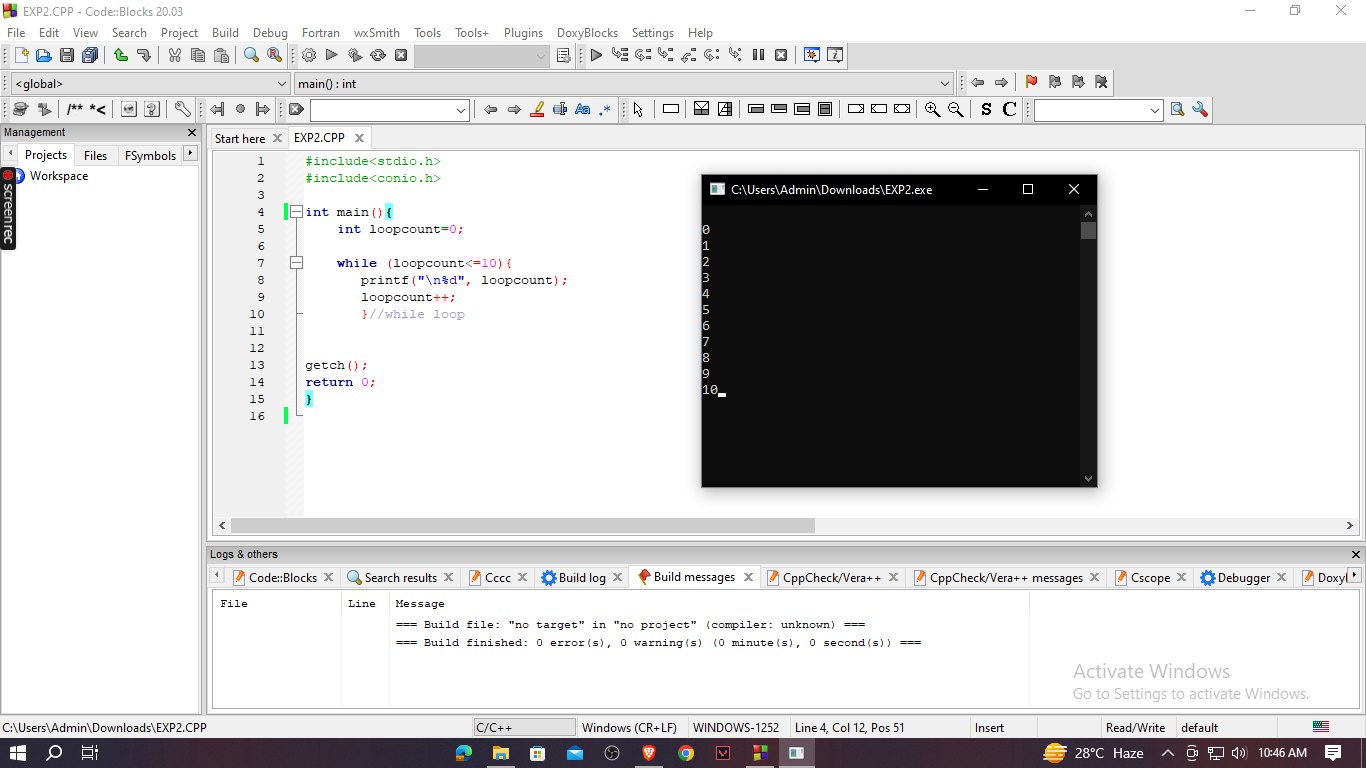 EXP2.CPP - Code::Blocks 20.03
File Edit View Search Project Build Debug Fortran wxSmith Tools Tools+ Plugins DoxyBlocks Settings Help
<global> main() : int
/** *< Aa .* S C
Management
Projects Files FSymbols
Workspace
screenrec
Start here EXP2.CPP
1 #include<stdio.h>
2 #include<conio.h>
3
4 int main(){
5 int loopcount=0;
6
7 while (loopcount<=10){
8 printf("\n%d", loopcount);
9 loopcount++;
10 }//while loop
11
12
13 getch();
14 return 0;
15 }
16
C:\Users\Admin\Downloads\EXP2.exe
0
1
2
3
4
5
6
7
8
9
10
Logs & others
Code::Blocks Search results Cccc Build log Build messages CppCheck/Vera++ CppCheck/Vera++ messages Cscope Debugger Doxyl
File Line Message
=== Build file: "no target" in "no project" (compiler: unknown) ===
=== Build finished: 0 error(s), 0 warning(s) (0 minute(s), 0 second(s)) ===
Activate Windows
Go to Settings to activate Windows.
C:\Users\Admin\Downloads\EXP2.CPP C/C++ Windows (CR+LF) WINDOWS-1252 Line 4, Col 12, Pos 51 Insert Read/Write default
28°C Haze 10:46 AM